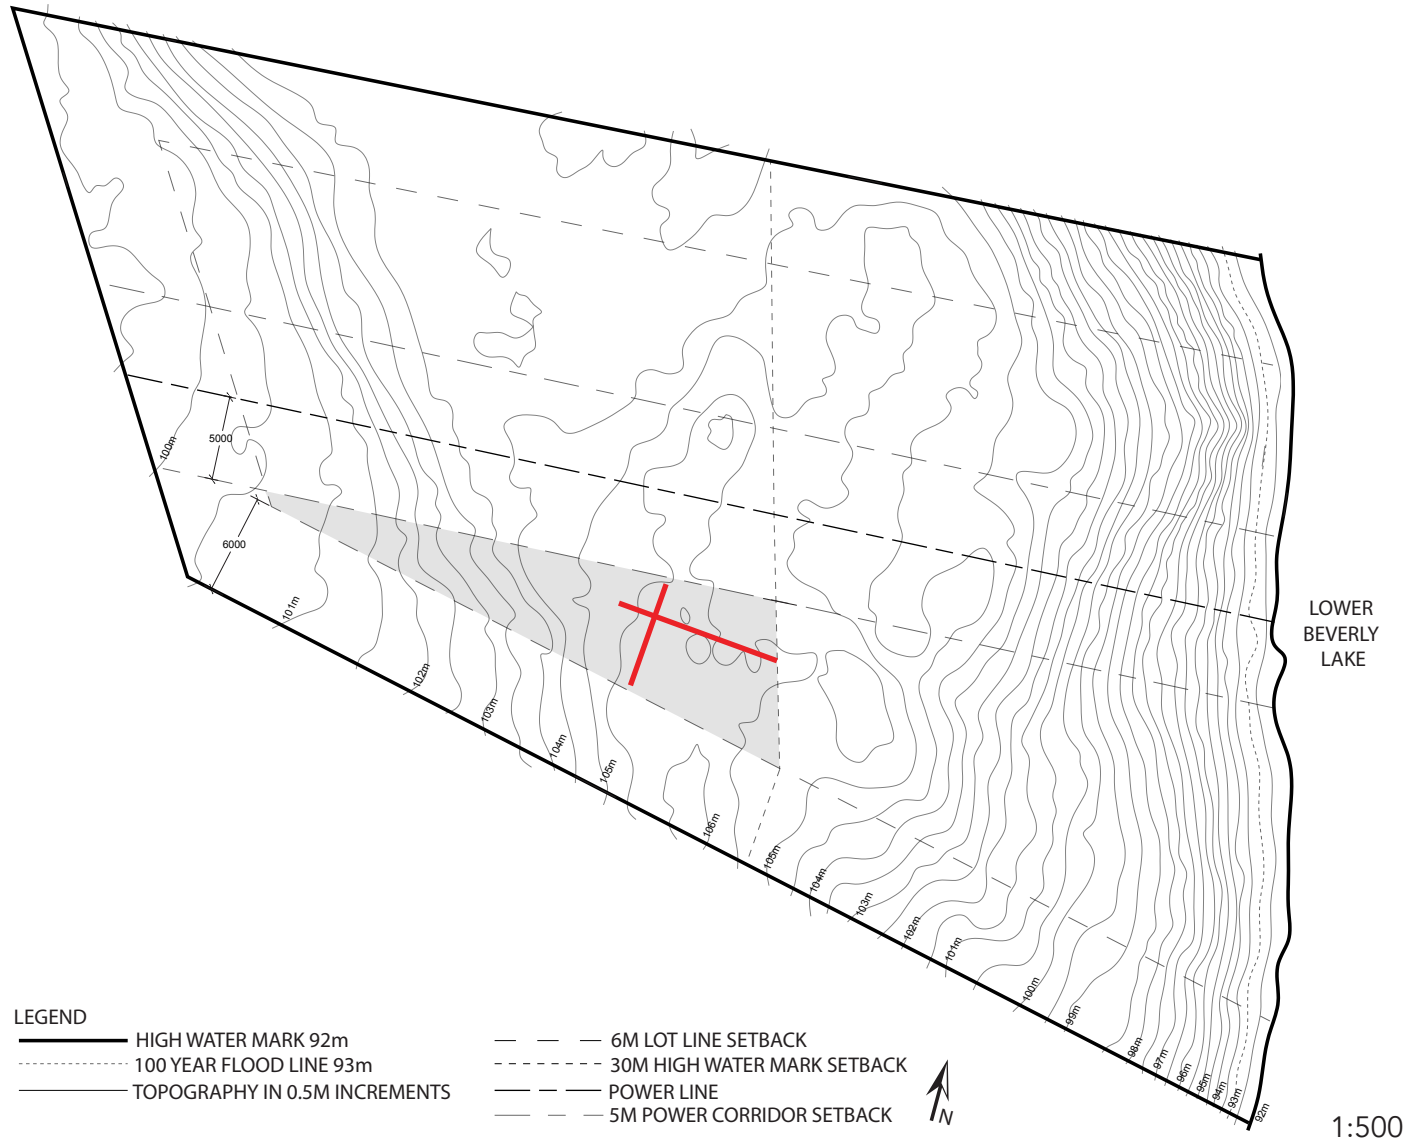 100m
5000
6000
101m
102m
103m
104m
105m
106m
105m
104m
103m
102m
101m
100m
99m
98m
97m
96m
95m
94m
93m
92m
LOWER
BEVERLY
LAKE
LEGEND
HIGH WATER MARK 92m
100 YEAR FLOOD LINE 93m
TOPOGRAPHY IN 0.5M INCREMENTS
6M LOT LINE SETBACK
30M HIGH WATER MARK SETBACK
POWER LINE
5M POWER CORRIDOR SETBACK
N
1:500